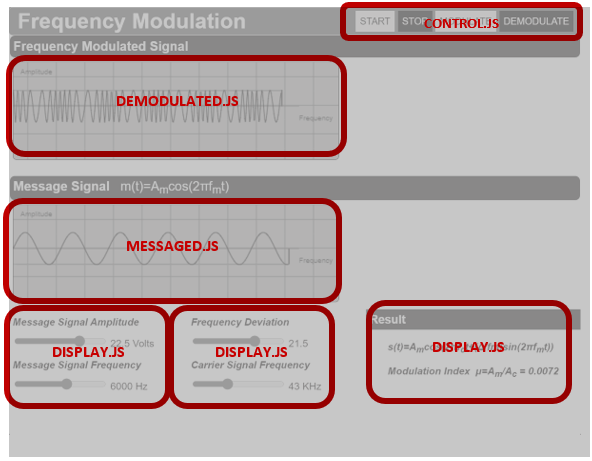 Frequency Modulation
START STOP DEMODULATE
CONTROL.JS
Frequency Modulated Signal
Amplitude
DEMODULATED.JS
Frequency
Message Signal m(t)=Aₘcos(2πfₘt)
Amplitude
MESSAGED.JS
Frequency
Message Signal Amplitude
22.5 Volts
DISPLAY.JS
Message Signal Frequency
6000 Hz
Frequency Deviation
21.5
DISPLAY.JS
Carrier Signal Frequency
43 KHz
Result
DISPLAY.JS
Modulation Index μ=Aₘ/A꜀ = 0.0072